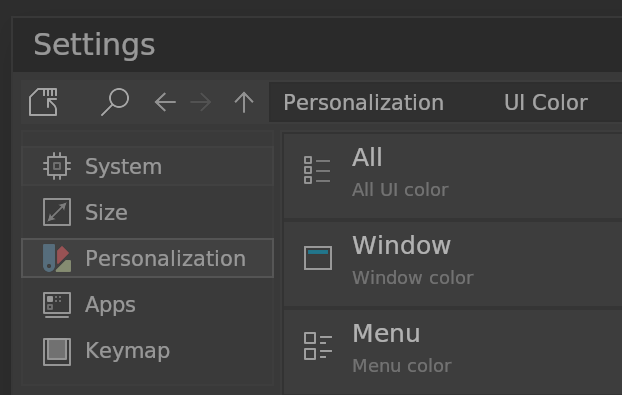 Settings
Personalization UI Color
System
Size
Personalization
Apps
Keymap
All
All UI color
Window
Window color
Menu
Menu color